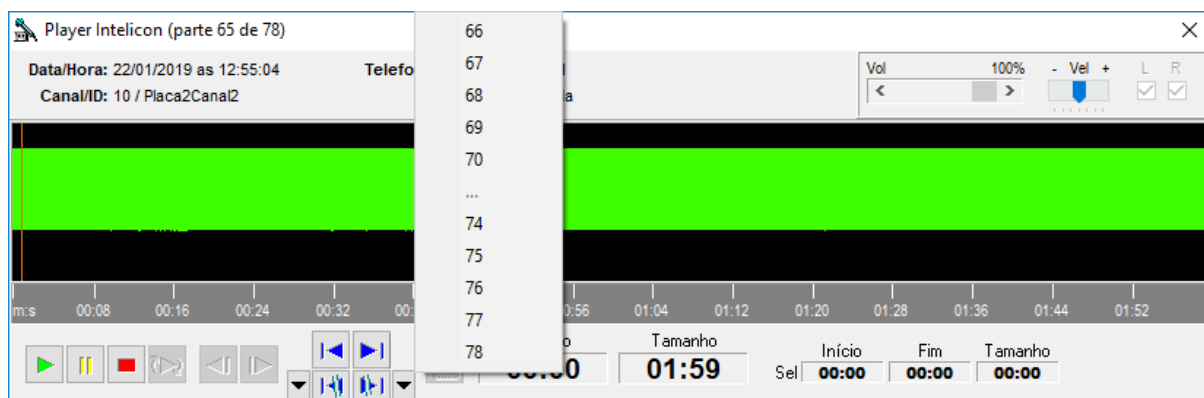 Player Intelicon (parte 65 de 78)
Data/Hora: 22/01/2019 as 12:55:04 Telefo
Canal/ID: 10 / Placa2Canal2 la
Vol 100% - Vel + L R
66
67
68
69
70
...
74
75
76
77
78
m:s 00:08 00:16 00:24 00:32 00: 0:56 01:04 01:12 01:20 01:28 01:36 01:44 01:52
Tamanho
01:59
Início Fim Tamanho
Sel 00:00 00:00 00:00